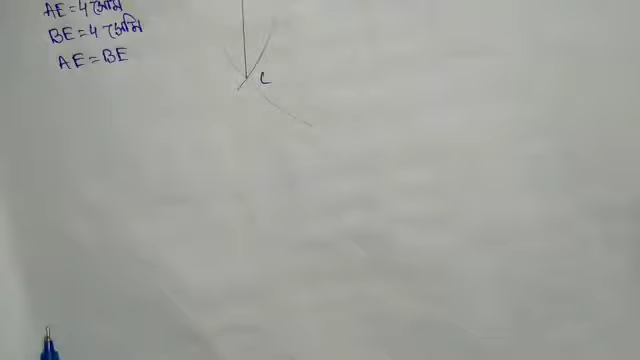 AE = 4 সেমি
BE = 4 সেমি
AE = BE
C